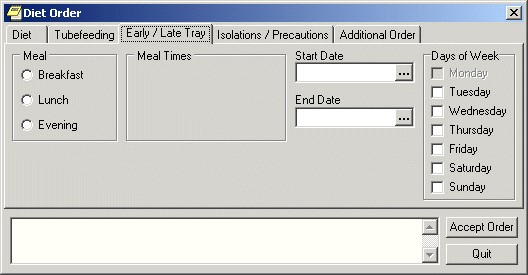 Diet Order
Diet Tubefeeding Early / Late Tray Isolations / Precautions Additional Order
Meal
Breakfast
Lunch
Evening
Meal Times
Start Date
...
End Date
...
Days of Week
Monday
Tuesday
Wednesday
Thursday
Friday
Saturday
Sunday
Accept Order
Quit